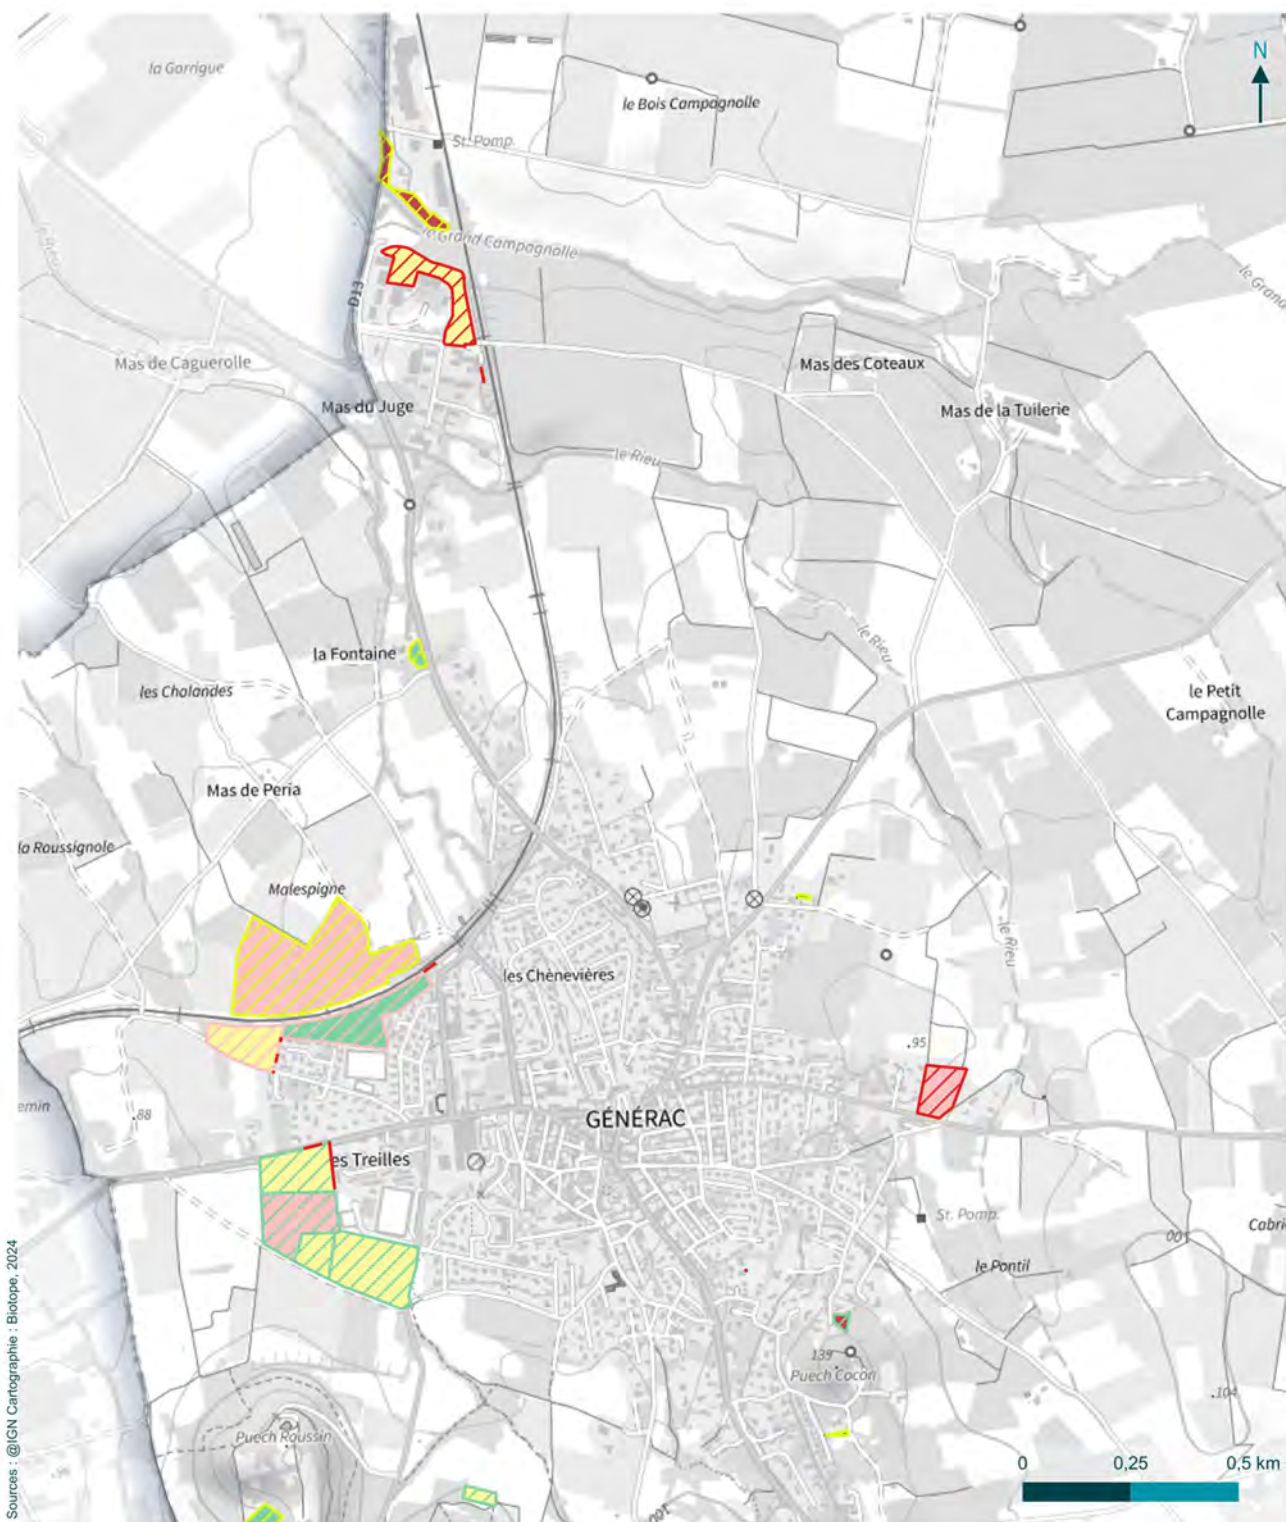 N
la Garrigue
le Bois Campagnolle
St. Pomp.
le Grand Campagnolle
le Grand
D13
Mas de Caguerolle
Mas des Coteaux
Mas du Juge
Mas de la Tuilerie
le Rieu
le Rieu
la Fontaine
les Cholandes
le Petit
Campagnolle
Mas de Peria
la Roussignole
Malespigne
les Chènevières
le Rieu
.95
emin
.88
GÉNÉRAC
es Treilles
St. Pomp.
Cabri
100
le Pontil
139
Puech Cocon
.104
Puech Roussin
0 0,25 0,5 km
100
Sources : @IGN Cartographie : Biotope, 2024